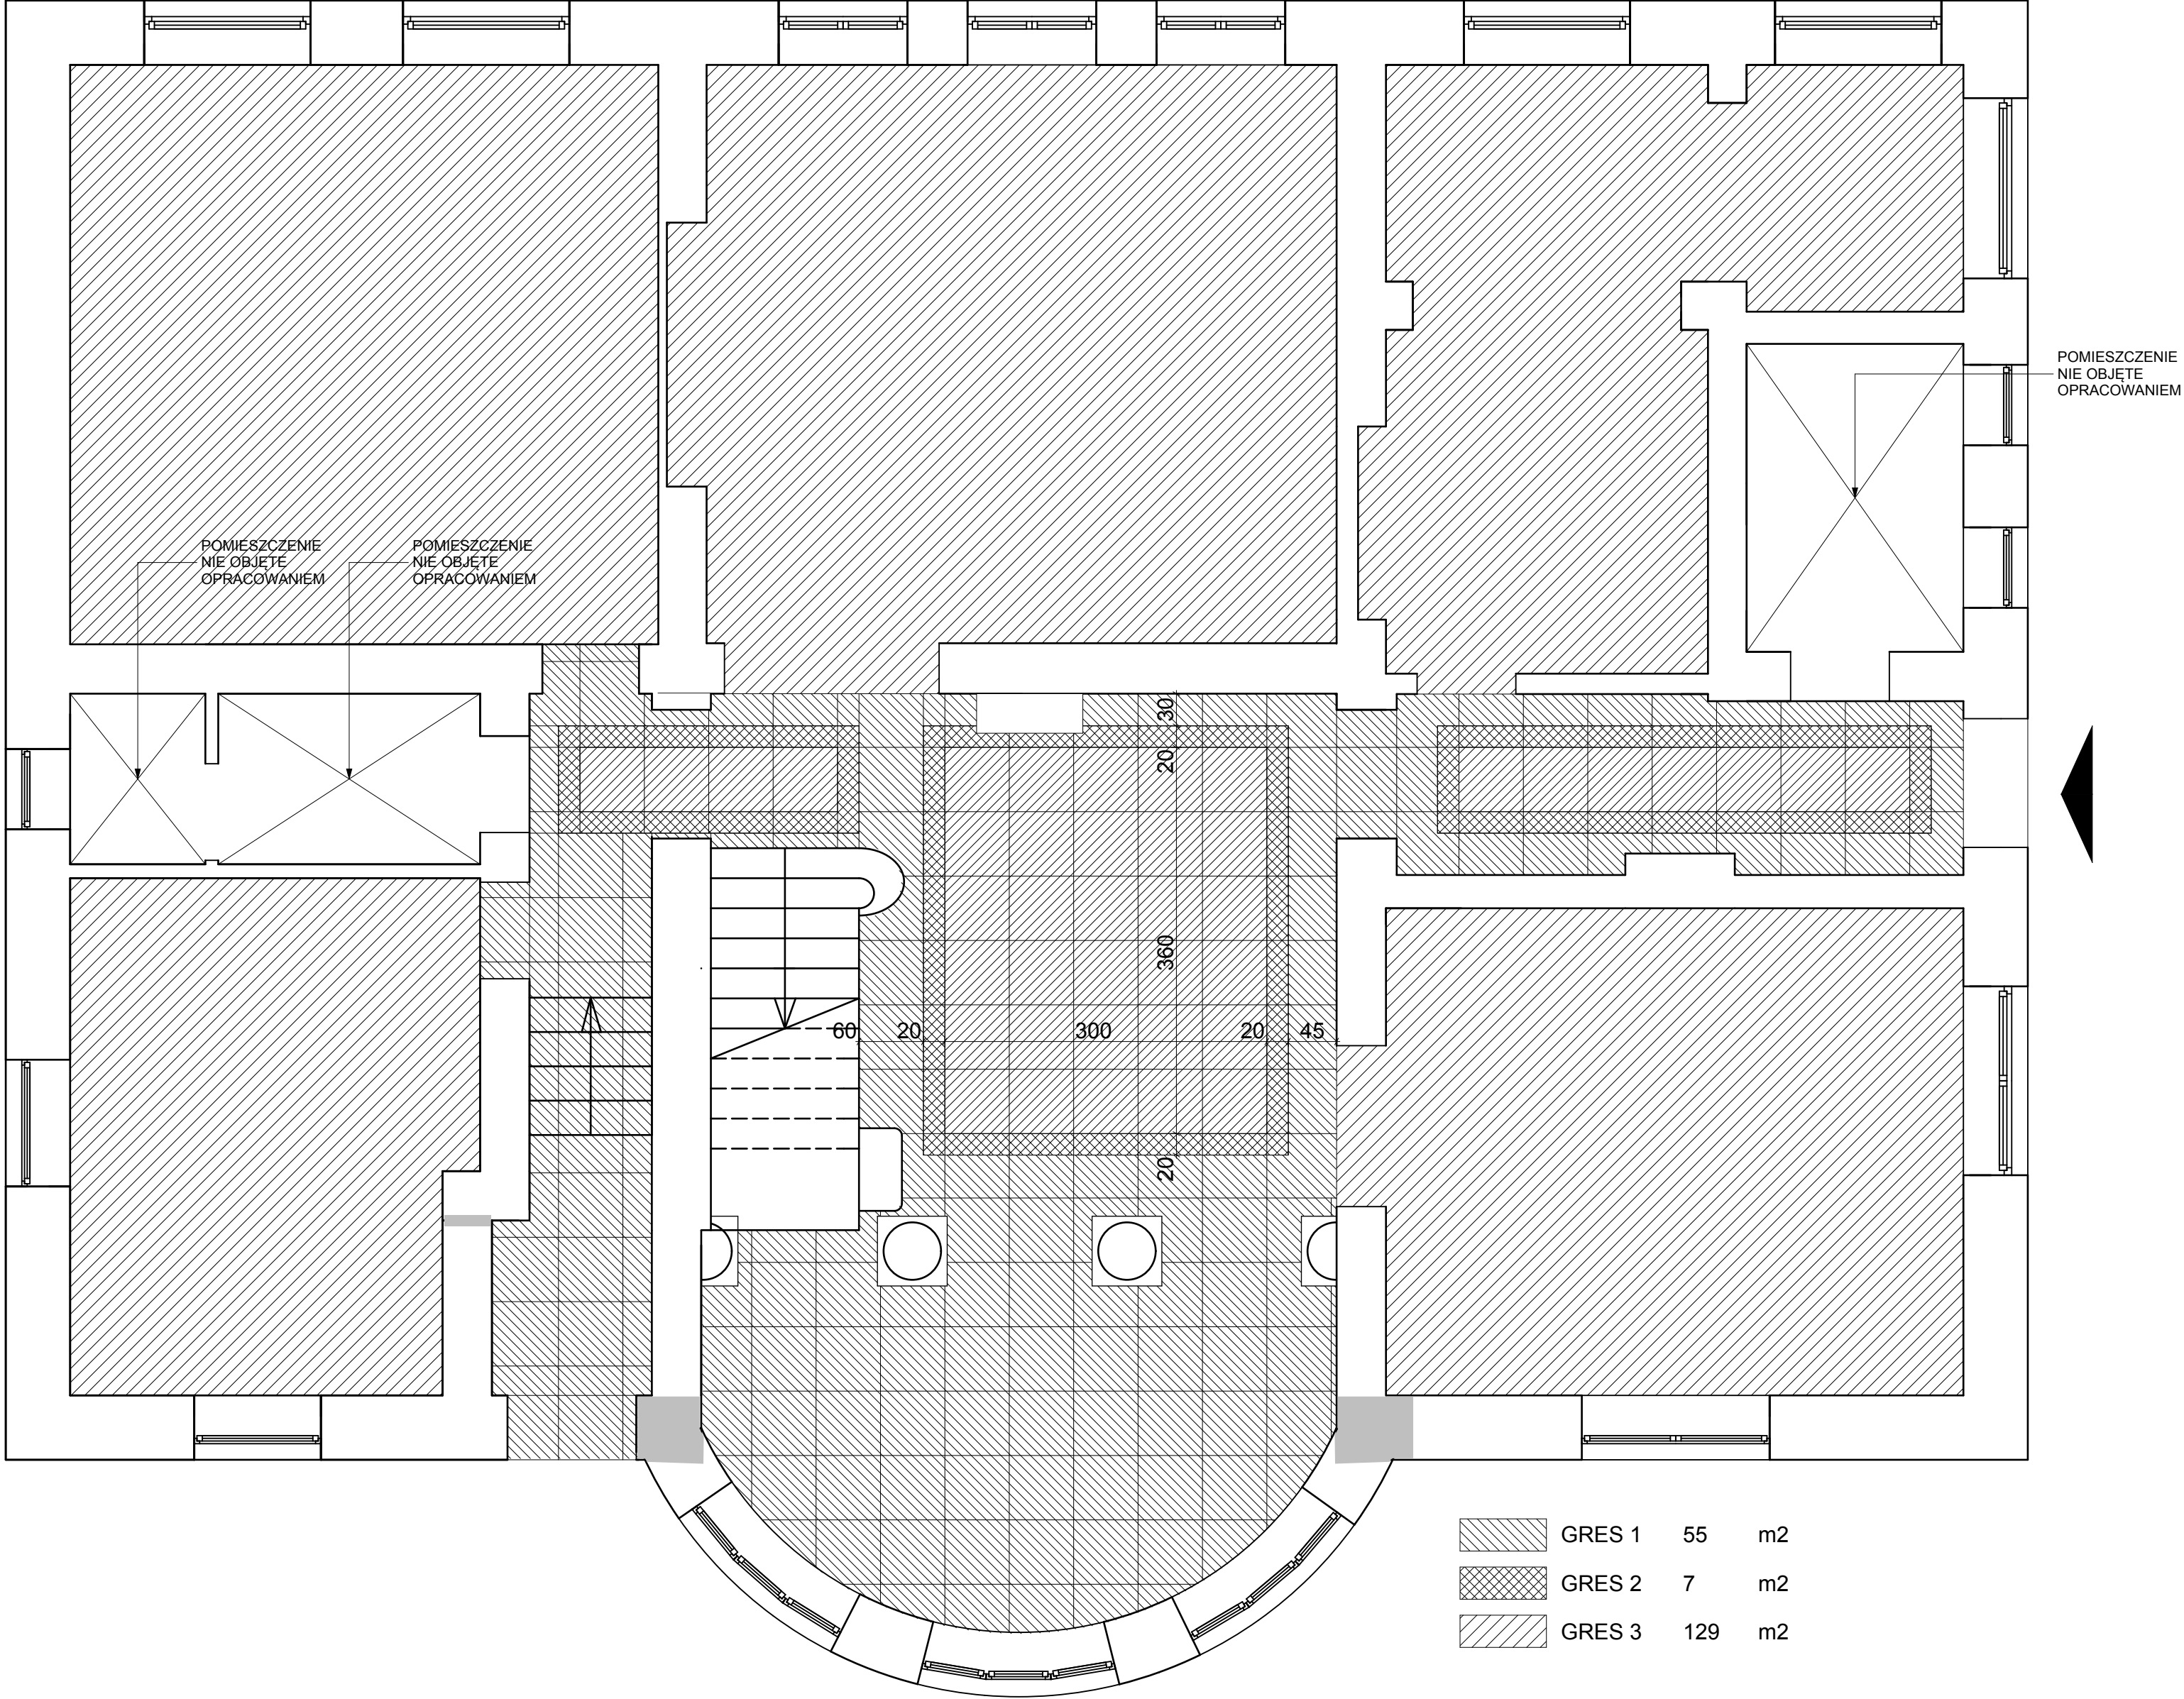 POMIESZCZENIE
NIE OBJĘTE
OPRACOWANIEM
POMIESZCZENIE
NIE OBJĘTE
OPRACOWANIEM
POMIESZCZENIE
NIE OBJĘTE
OPRACOWANIEM
30
20
360
60 20 300 20 45
20
GRES 1 55 m2
GRES 2 7 m2
GRES 3 129 m2